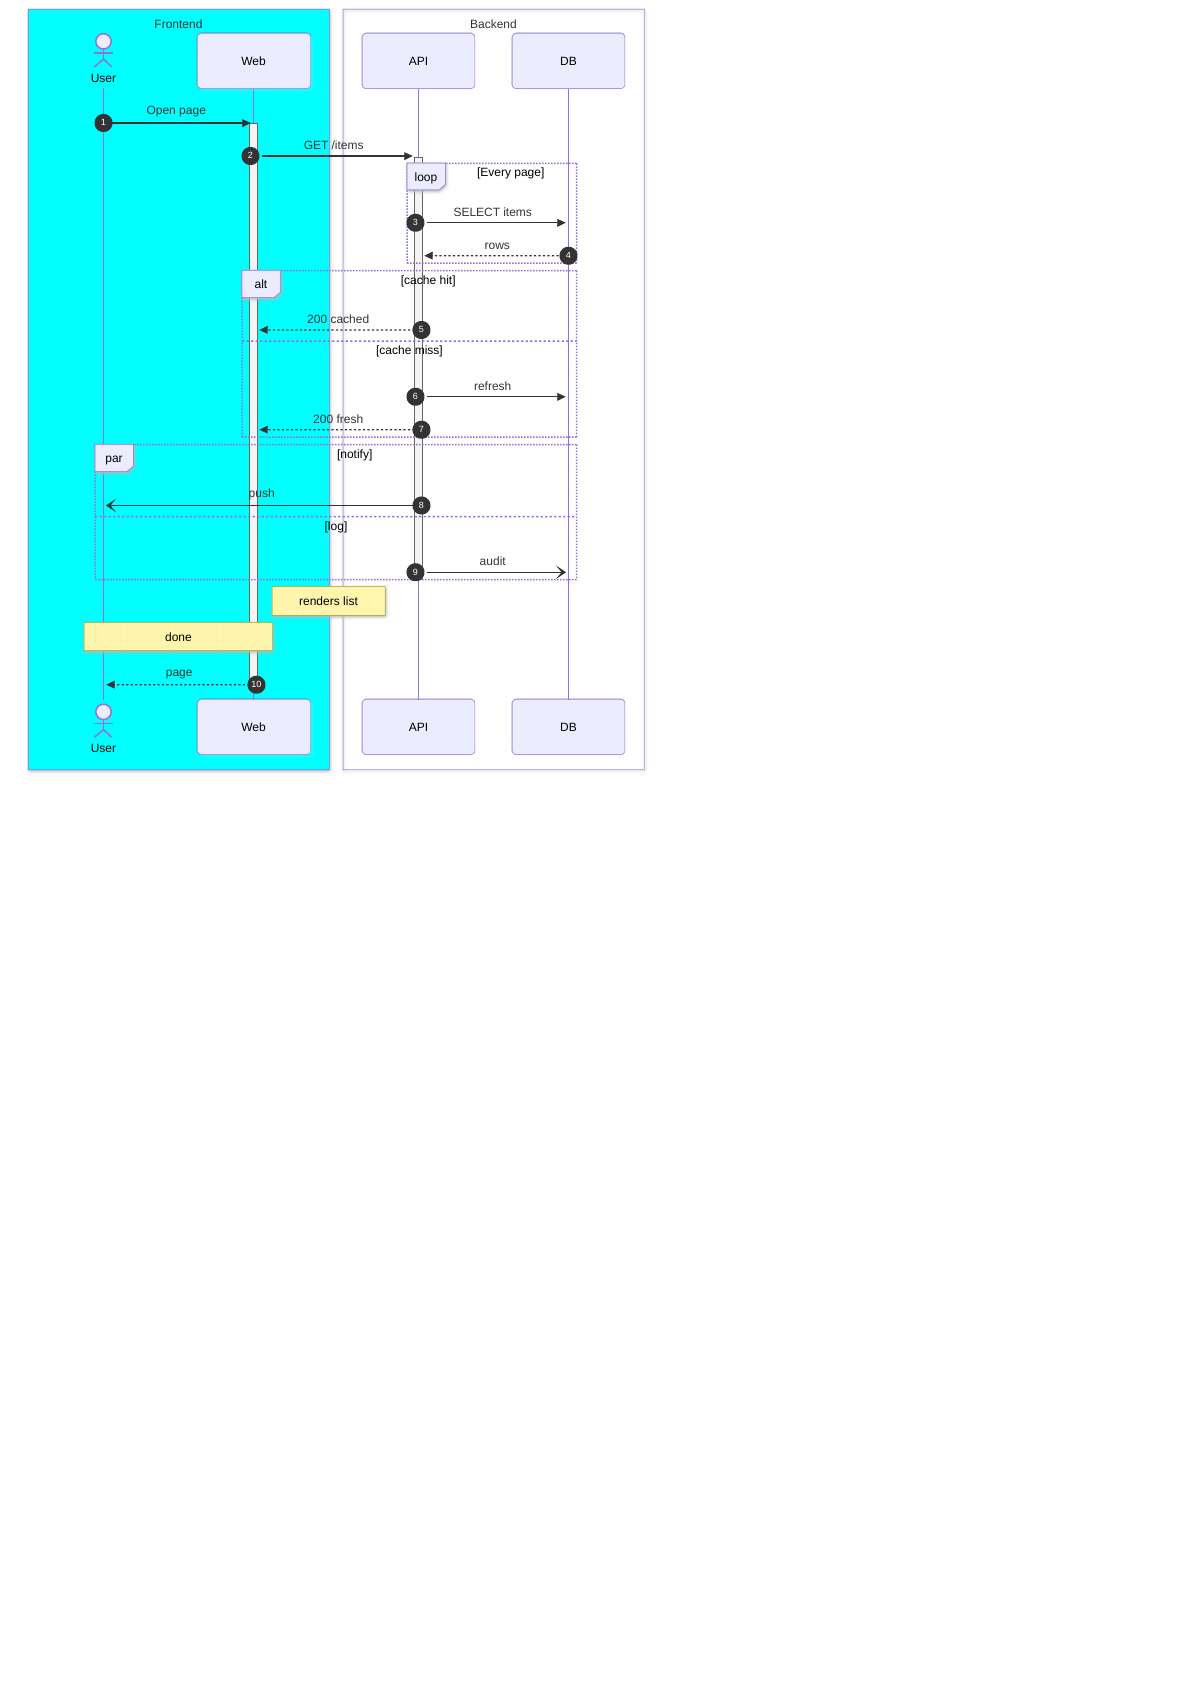 Frontend
Backend
User
Web
API
DB
Open page
1
GET /items
2
loop
[Every page]
SELECT items
3
rows
4
alt
[cache hit]
200 cached
5
[cache miss]
refresh
6
200 fresh
7
par
[notify]
push
8
[log]
audit
9
renders list
done
page
10
User
Web
API
DB